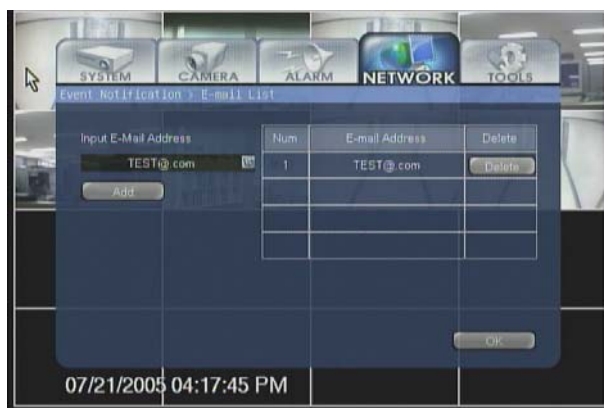 SYSTEM CAMERA ALARM NETWORK TOOLS
Event Notification > E-mail List
Input E-Mail Address
TEST@.com
Add
Num E-mail Address Delete
1 TEST@.com Delete
OK
07/21/2005 04:17:45 PM